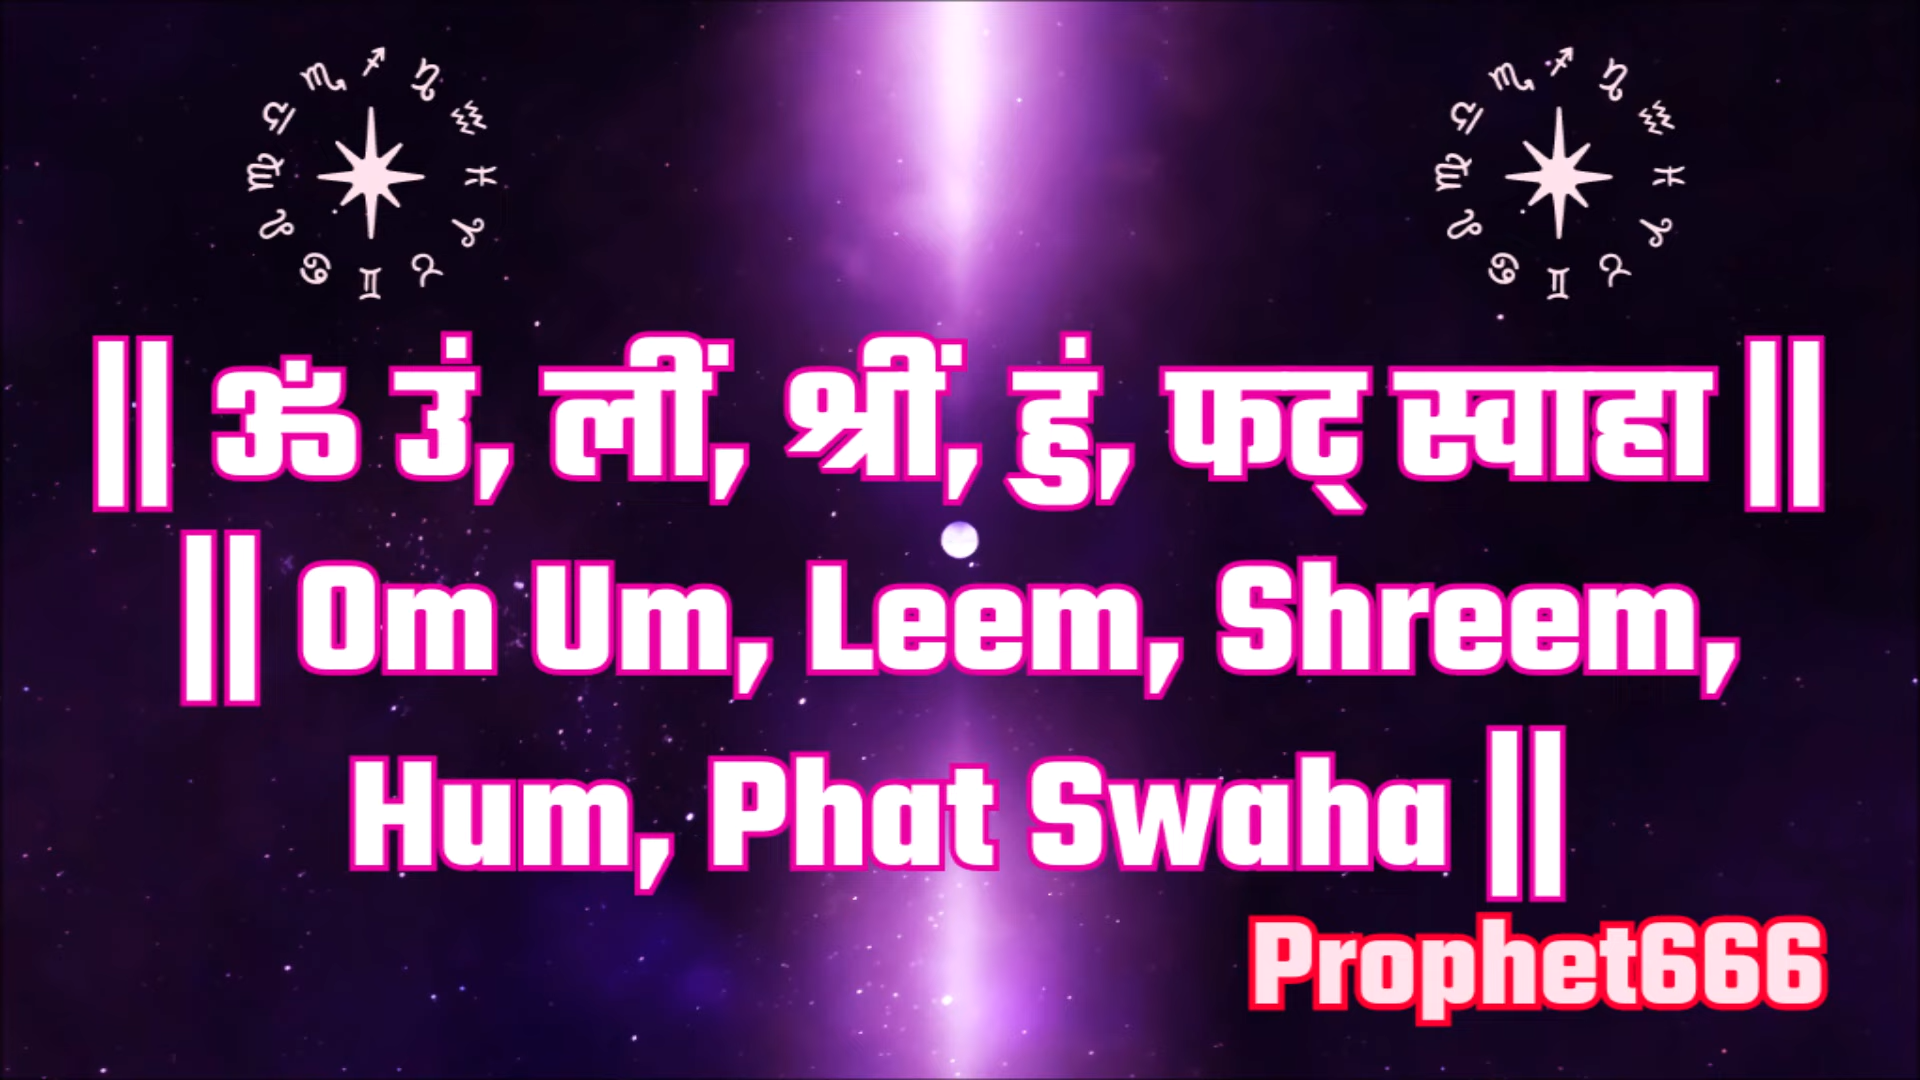 || ॐ उं, लीं, श्रीं, हुं, फट् स्वाहा ||
|| Om Um, Leem, Shreem,
Hum, Phat Swaha ||
Prophet666